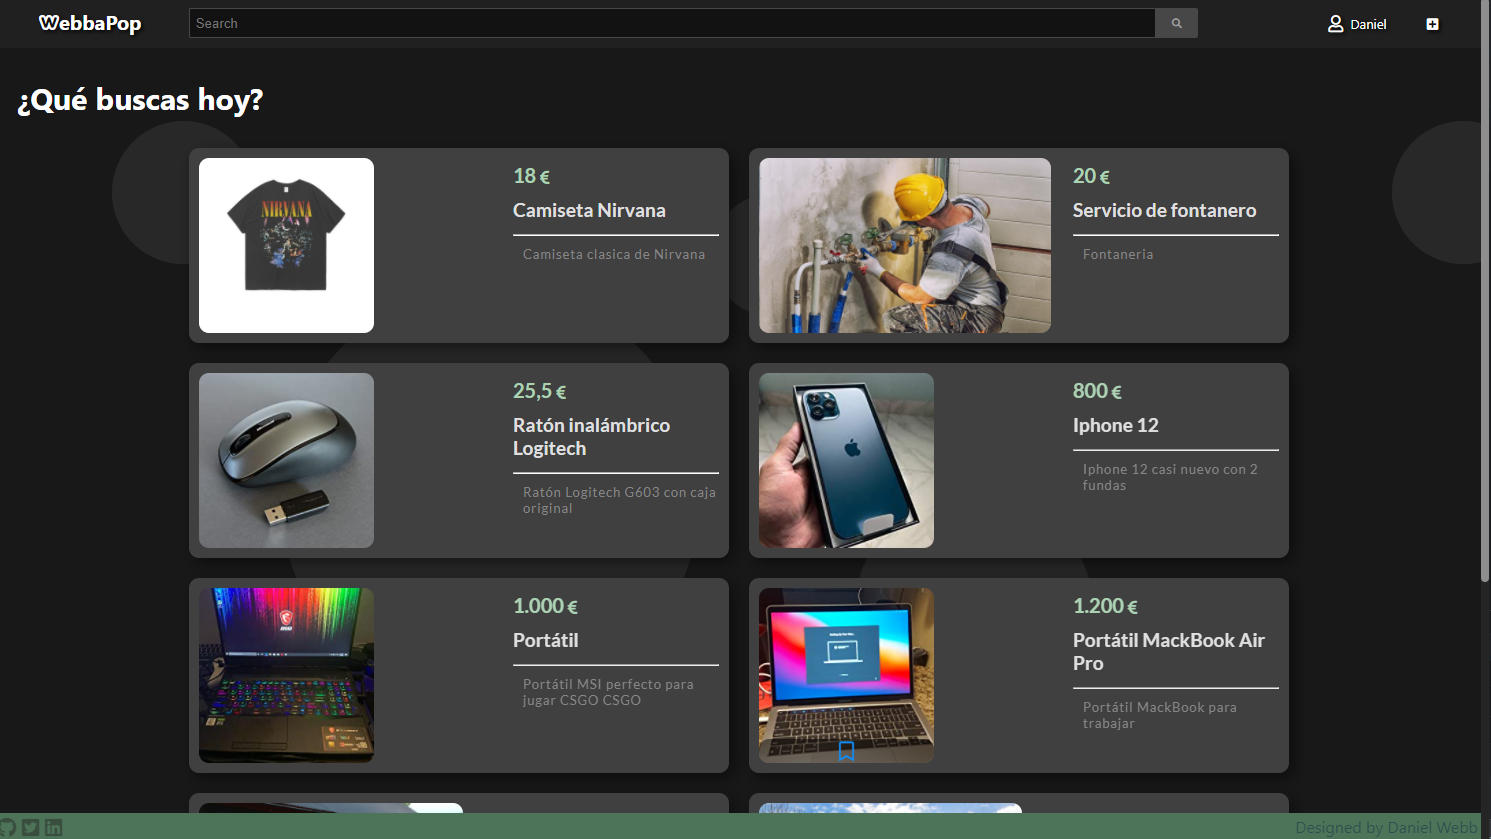 WebbaPop
Search
Daniel
¿Qué buscas hoy?
18 €
Camiseta Nirvana
Camiseta clasica de Nirvana
NIRVANA
20 €
Servicio de fontanero
Fontaneria
25,5 €
Ratón inalámbrico
Logitech
Ratón Logitech G603 con caja
original
800 €
Iphone 12
Iphone 12 casi nuevo con 2
fundas
1.000 €
Portátil
Portátil MSI perfecto para
jugar CSGO CSGO
1.200 €
Portátil MackBook Air
Pro
Portátil MackBook para
trabajar
Designed by Daniel Webb